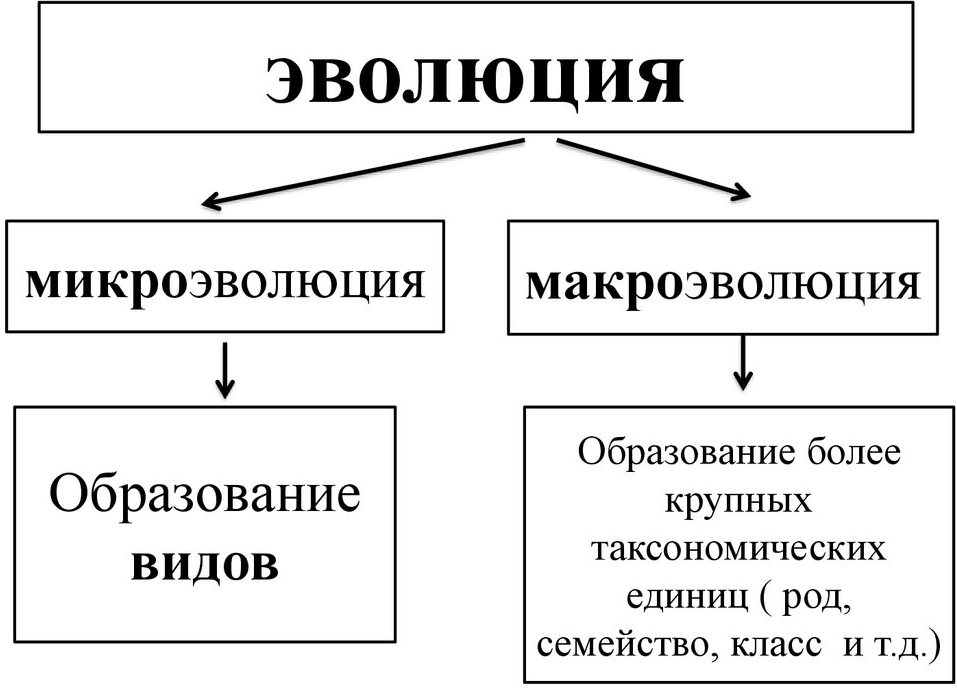 эволюция
микроэволюция
макроэволюция
Образование
видов
Образование более
крупных
таксономических
единиц ( род,
семейство, класс и т.д.)